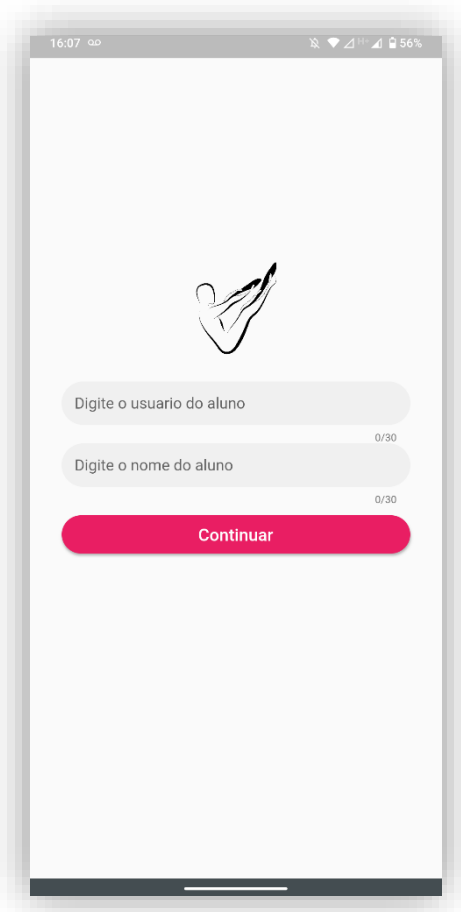 16:07
H+ 56%
Digite o usuario do aluno
0/30
Digite o nome do aluno
0/30
Continuar